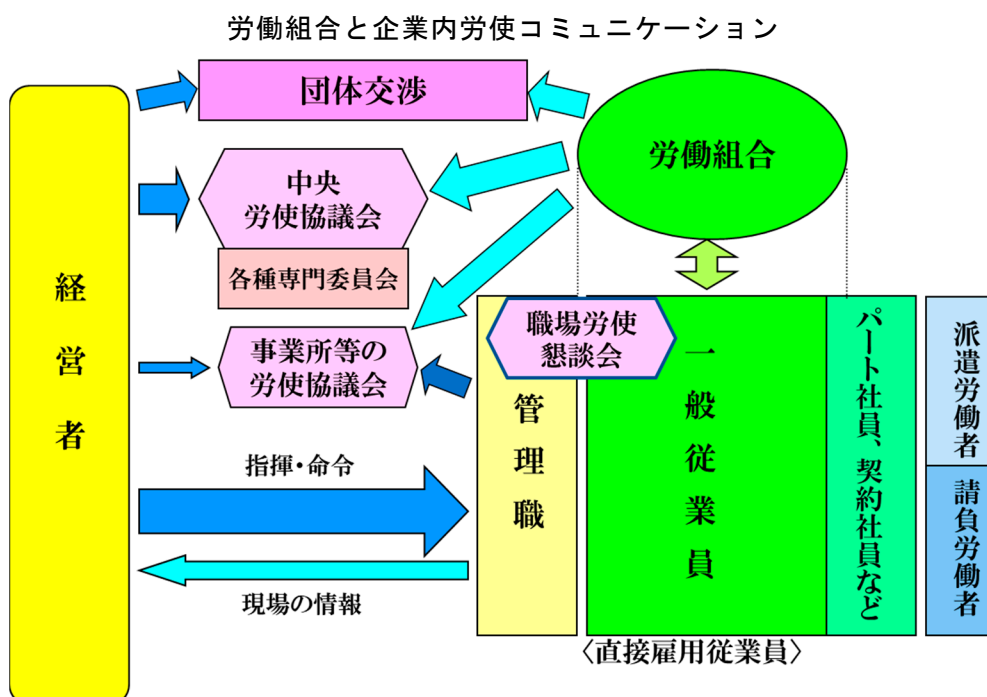 労働組合と企業内労使コミュニケーション
団体交渉
労働組合
中央
労使協議会
各種専門委員会
事業所等の
労使協議会
職場労使
懇談会
経営者
管理職
一般従業員
パート社員、契約社員など
派遣労働者
請負労働者
指揮・命令
現場の情報
〈直接雇用従業員〉